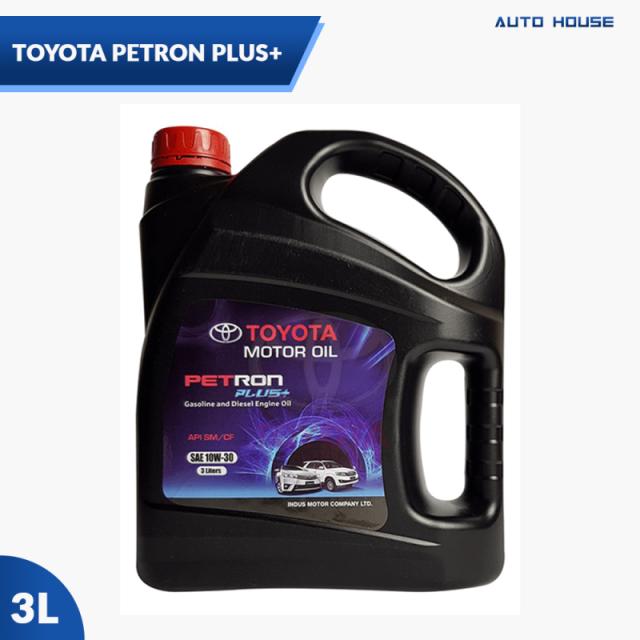 TOYOTA PETRON PLUS+
AUTO HOUSE
TOYOTA
MOTOR OIL
PETRON
PLUS+
Gasoline and Diesel Engine Oil
API SM/CF
SAE 10W-30
3 Liters
INDUS MOTOR COMPANY LTD.
3L